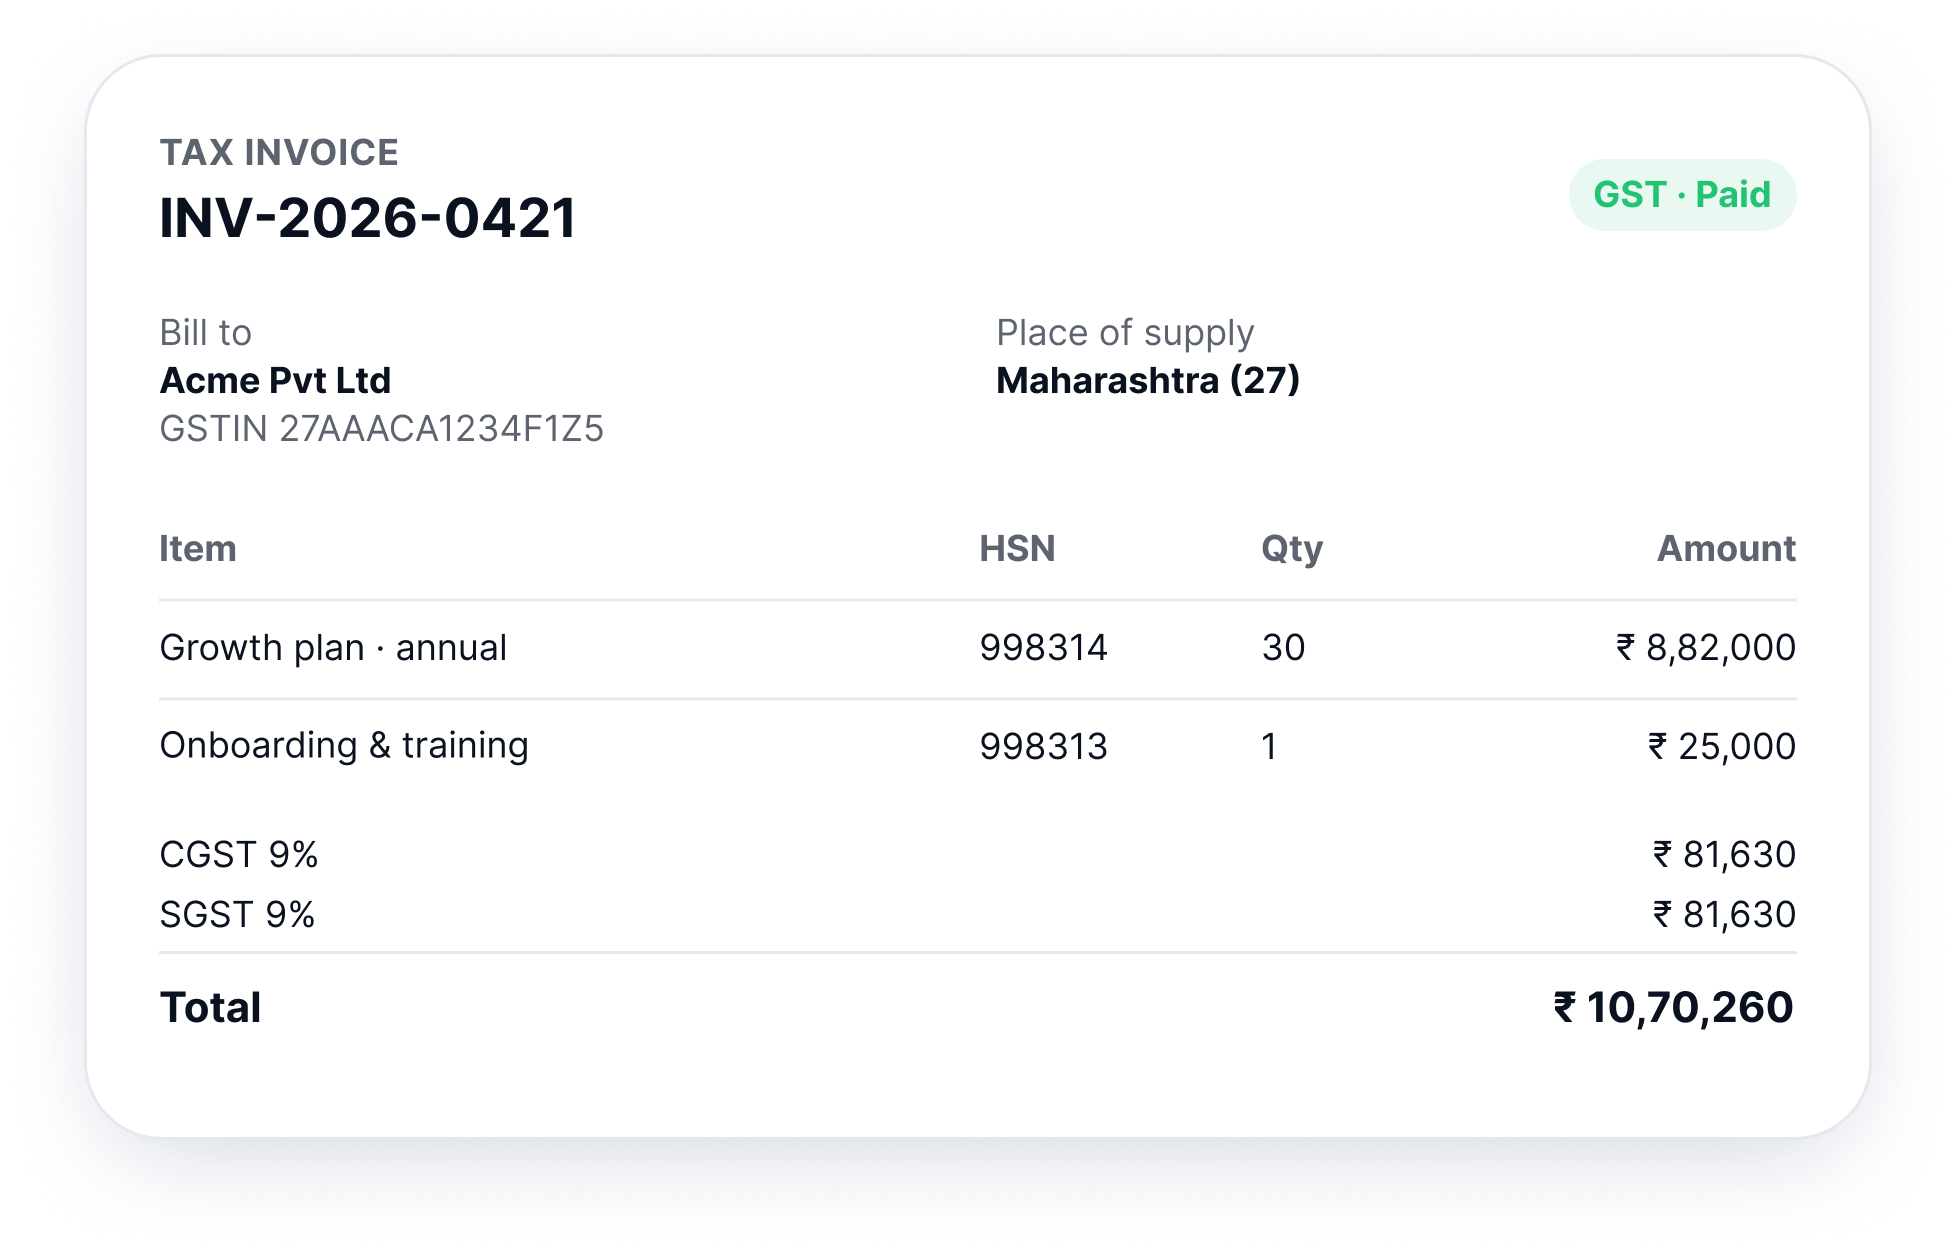 TAX INVOICE
INV-2026-0421
GST · Paid
Bill to
Acme Pvt Ltd
GSTIN 27AAACA1234F1Z5
Place of supply
Maharashtra (27)
Item HSN Qty Amount
Growth plan · annual 998314 30 ₹ 8,82,000
Onboarding & training 998313 1 ₹ 25,000
CGST 9% ₹ 81,630
SGST 9% ₹ 81,630
Total ₹ 10,70,260